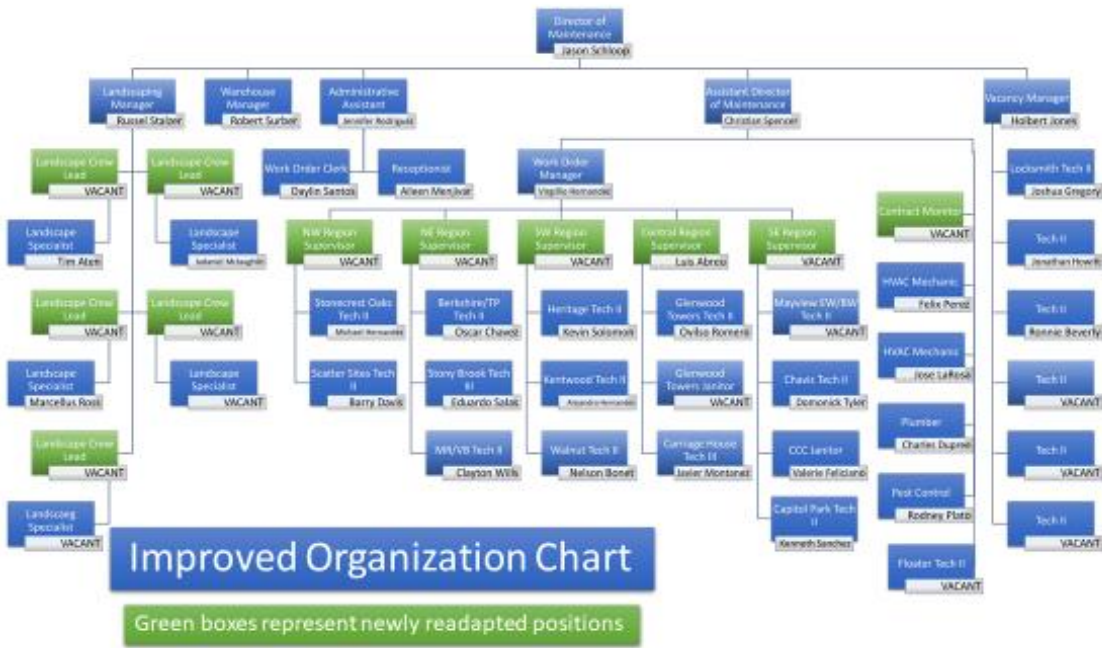 Director of
Maintenance
Jason Schloop
Landscaping
Manager
Russel Stalzer
Warehouse
Manager
Robert Surber
Administrative
Assistant
Jennifer Rodriguez
Assistant Director
of Maintenance
Christian Spencer
Vacancy Manager
Holbert Jones
Landscape Crew
Lead
VACANT
Landscape Crew
Lead
VACANT
Work Order Clerk
Daylin Santos
Receptionist
Aileen Menjivar
Work Order
Manager
Virgilio Hernandez
Locksmith Tech II
Joshua Gregory
Landscape
Specialist
Tim Aten
Landscape
Specialist
NW Region
Supervisor
VACANT
NE Region
Supervisor
VACANT
SW Region
Supervisor
VACANT
Central Region
Supervisor
Luis Abreu
SE Region
Supervisor
VACANT
Contract Monitor
VACANT
Tech II
Jonathan Howitt
Landscape Crew
Lead
VACANT
Landscape Crew
Lead
VACANT
Stonecrest Oaks
Tech II
Michael Hernandez
Berkshire/TP
Tech II
Oscar Chavez
Heritage Tech II
Kevin Solomon
Glenwood
Towers Tech II
Ovilso Romero
Mayview EW/BW
Tech II
VACANT
HVAC Mechanic
Felix Perez
Tech II
Ronnie Beverly
Landscape
Specialist
Marcellus Ross
Landscape
Specialist
VACANT
Scatter Sites Tech
II
Barry Davis
Stony Brook Tech
III
Eduardo Salas
Kentwood Tech II
Alejandro Hernandez
Glenwood
Towers Janitor
VACANT
Chavis Tech II
Domonick Tyler
HVAC Mechanic
Jose LaRosa
Tech II
VACANT
Landscape Crew
Lead
VACANT
MR/VB Tech II
Clayton Wills
Walnut Tech II
Nelson Bonet
Carriage House
Tech III
Javier Montanez
CCC Janitor
Valerie Feliciano
Plumber
Charles Dupree
Tech II
VACANT
Landscaeg
Specialist
VACANT
Capitol Park Tech
II
Kenneth Sanchez
Pest Control
Rodney Plato
Tech II
VACANT
Floater Tech II
VACANT
Improved Organization Chart
Green boxes represent newly readapted positions